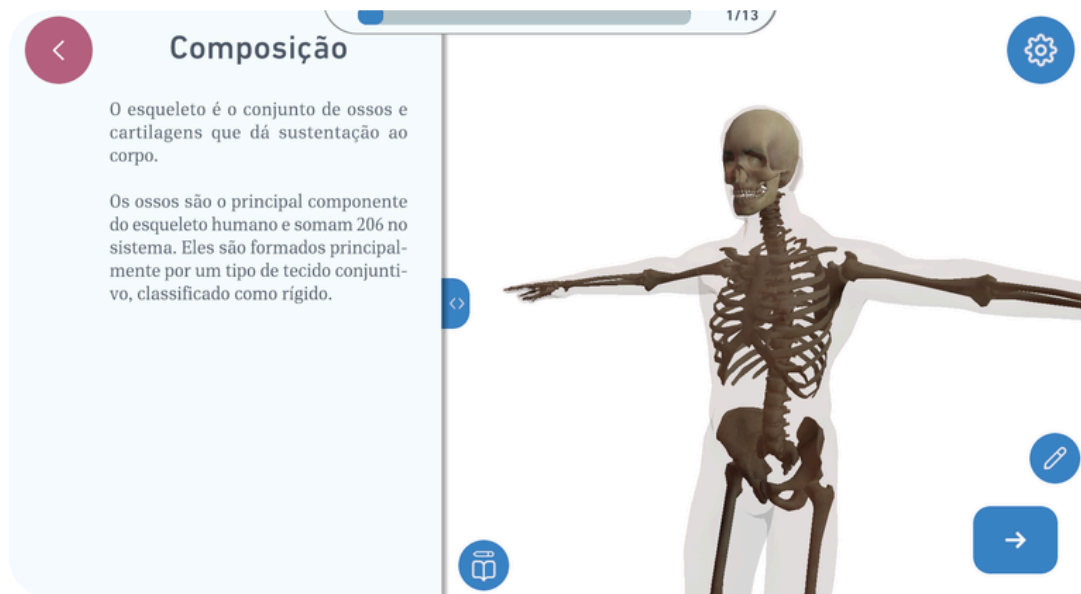 1/13
Composição
O esqueleto é o conjunto de ossos e
cartilagens que dá sustentação ao
corpo.
Os ossos são o principal componente
do esqueleto humano e somam 206 no
sistema. Eles são formados principal-
mente por um tipo de tecido conjunti-
vo, classificado como rígido.